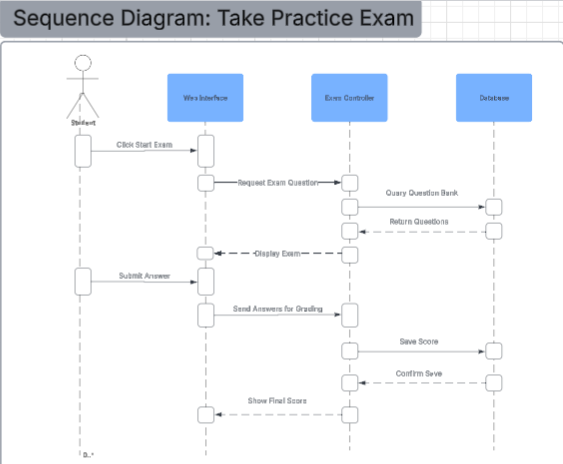 Sequence Diagram: Take Practice Exam
Student
Web Interface
Exam Controller
Database
Click Start Exam
Request Exam Question
Query Question Bank
Return Questions
Display Exam
Submit Answer
Send Answers for Grading
Save Score
Confirm Save
Show Final Score